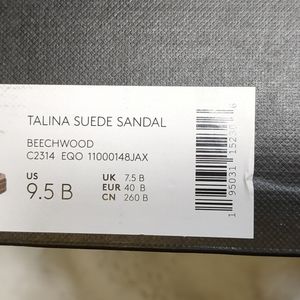 TALINA SUEDE SANDAL
BEECHWOOD
C2314 EQO 11000148JAX
US
9.5 B
UK 7.5 B
EUR 40 B
CN 260 B